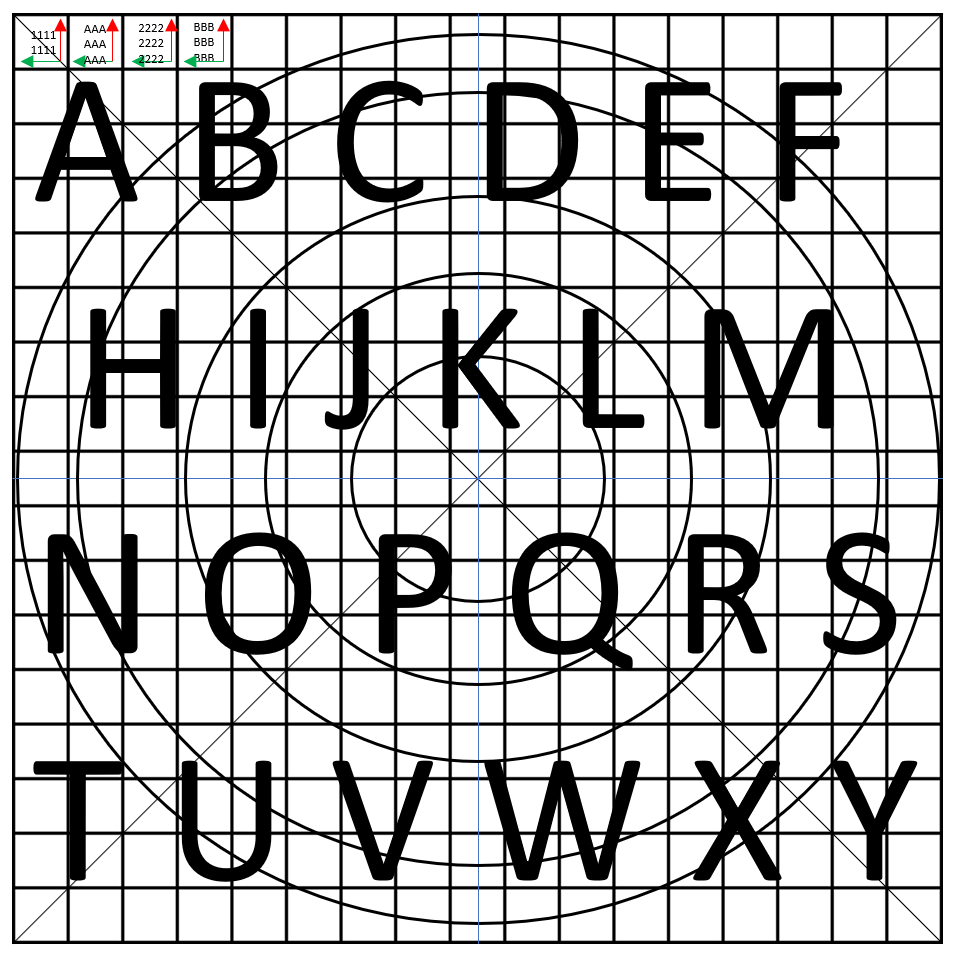 1111 AAA 2222 BBB
1111 AAA 2222 BBB
AAA 2222 BBB
A B C D E F
H I J K L M
N O P Q R S
T U V W X Y